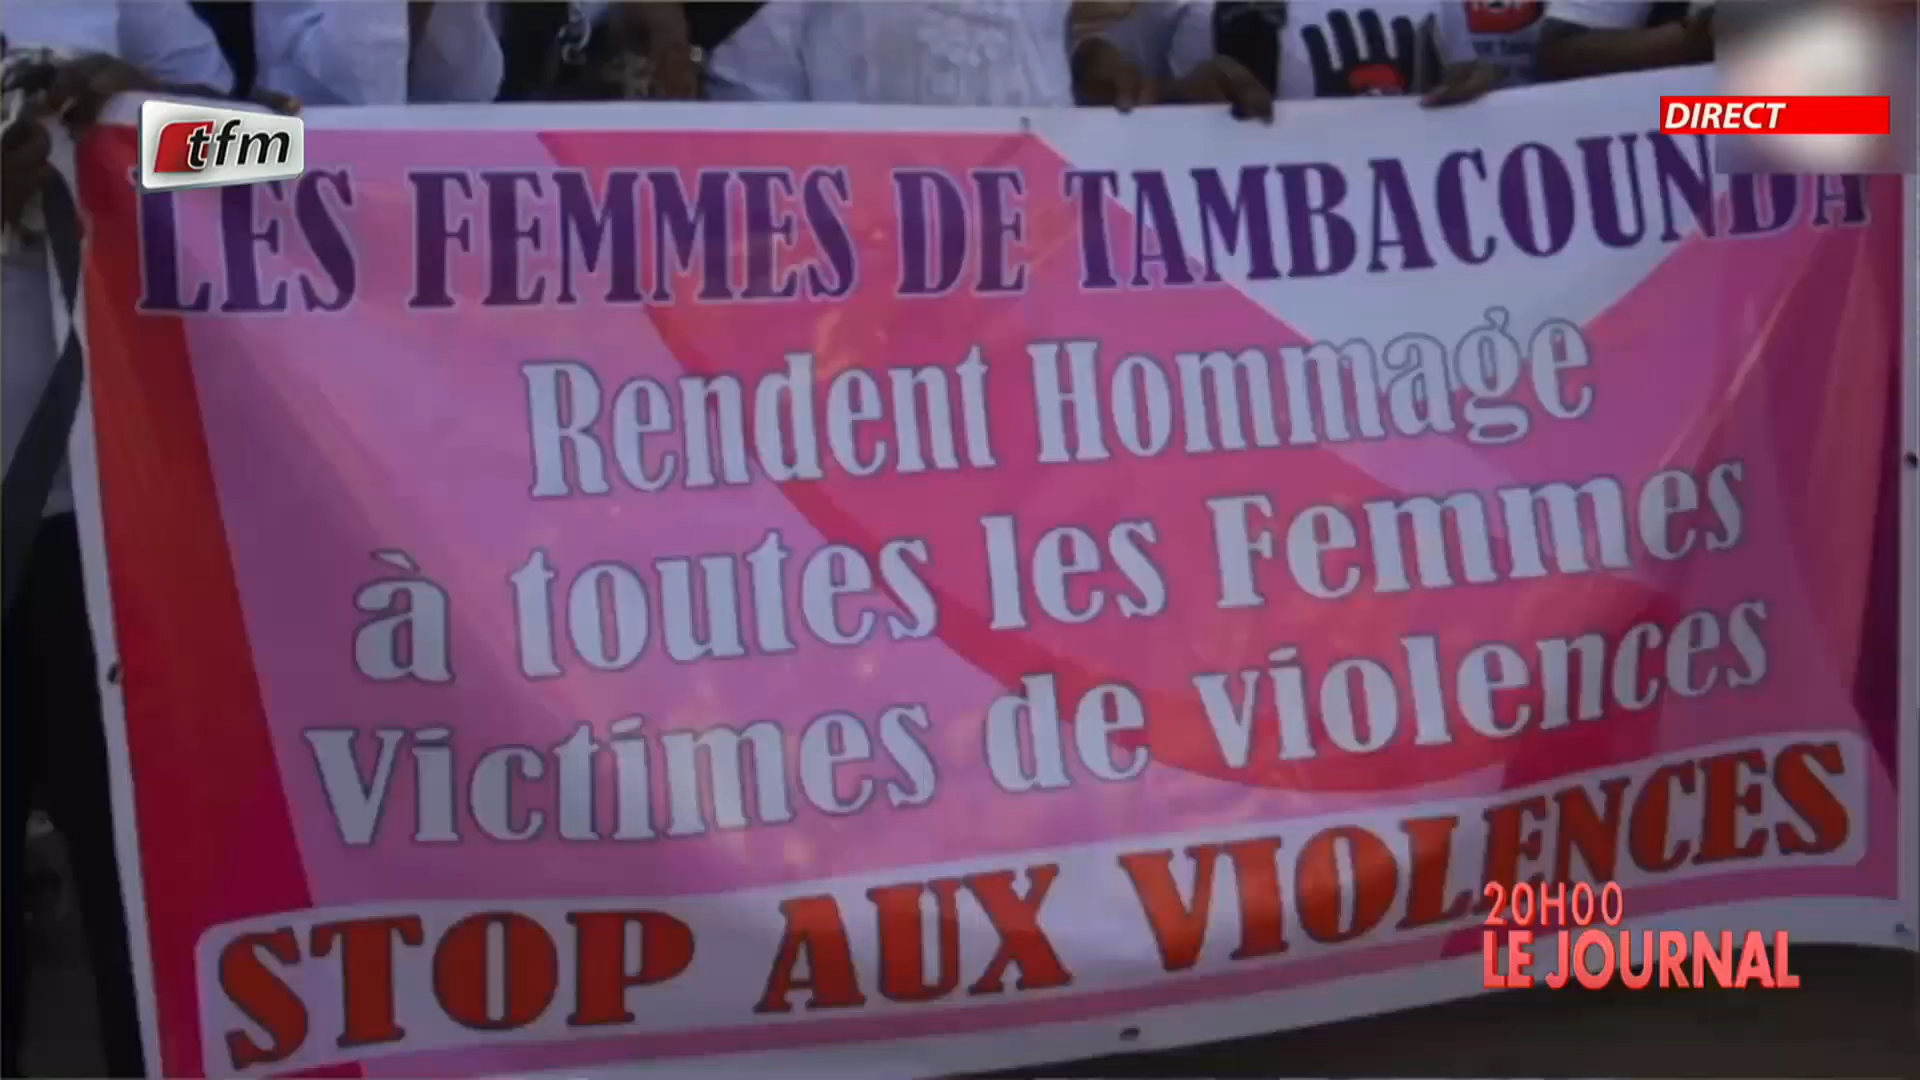 tfm
DIRECT
LES FEMMES DE TAMBACOUNDA
Rendent Hommage
à toutes les Femmes
Victimes de violences
STOP AUX VIOLENCES
20H00
LE JOURNAL